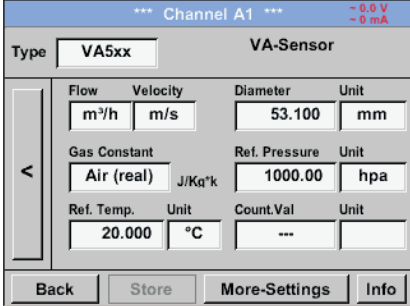 *** Channel A1 ***
~ 0.0 V
~ 0 mA
Type VA5xx VA-Sensor
Flow Velocity Diameter Unit
m³/h m/s 53.100 mm
Gas Constant Ref. Pressure Unit
< Air (real) J/Kg*k 1000.00 hpa
Ref. Temp. Unit Count.Val Unit
20.000 °C ---
Back Store More-Settings Info